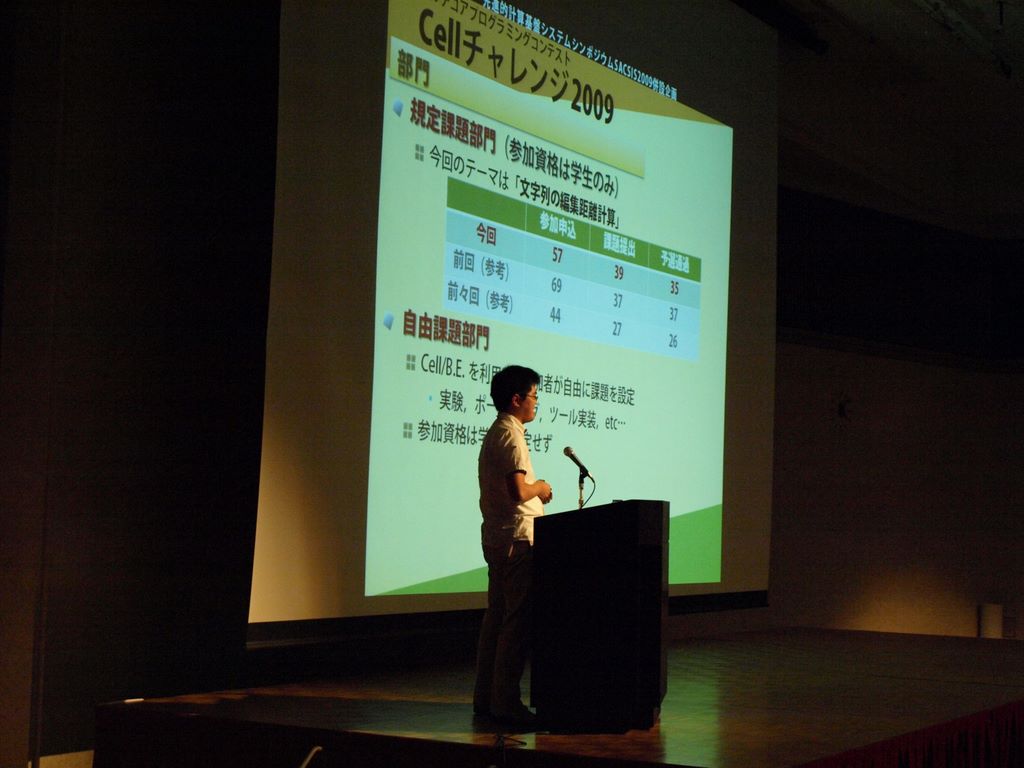 進的計算基盤システムシンポジウムSACSIS2009併設企画
コアプログラミングコンテスト
Cellチャレンジ2009
部門
規定課題部門(参加資格は学生のみ)
今回のテーマは「文字列の編集距離計算」
参加申込 課題提出 予選通過
今回 57 39 35
前回(参考) 69 37 37
前々回(参考) 44 27 26
自由課題部門
Cell/B.E. を利 者が自由に課題を設定
実験, ポー , ツール実装, etc…
参加資格は学 せず